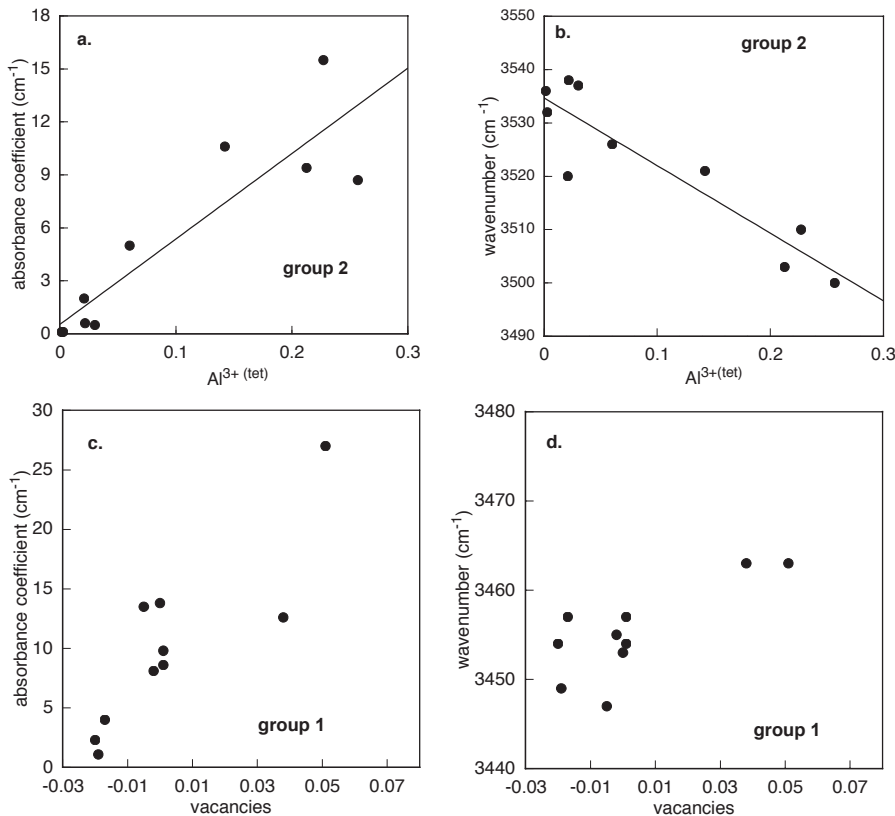 a.
group 2
absorbance coefficient (cm⁻¹)
18
15
12
9
6
3
0
0
0.1
0.2
0.3
Al³⁺ (tet)
b.
group 2
wavenumber (cm⁻¹)
3550
3540
3530
3520
3510
3500
3490
0
0.1
0.2
0.3
Al³⁺(tet)
c.
group 1
absorbance coefficient (cm⁻¹)
30
25
20
15
10
5
0
-0.03
-0.01
0.01
0.03
0.05
0.07
vacancies
d.
group 1
wavenumber (cm⁻¹)
3480
3470
3460
3450
3440
-0.03
-0.01
0.01
0.03
0.05
0.07
vacancies